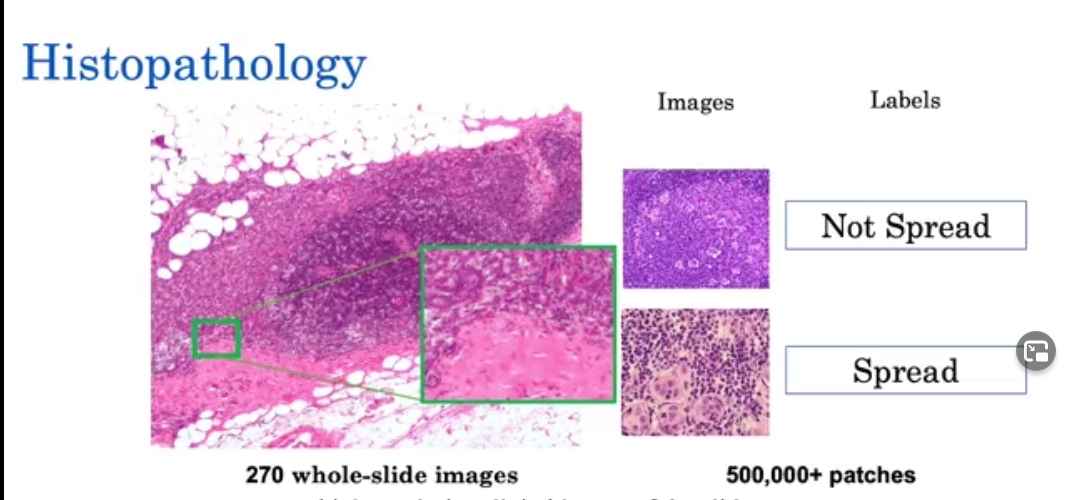 Histopathology
Images
Labels
Not Spread
Spread
270 whole-slide images
500,000+ patches